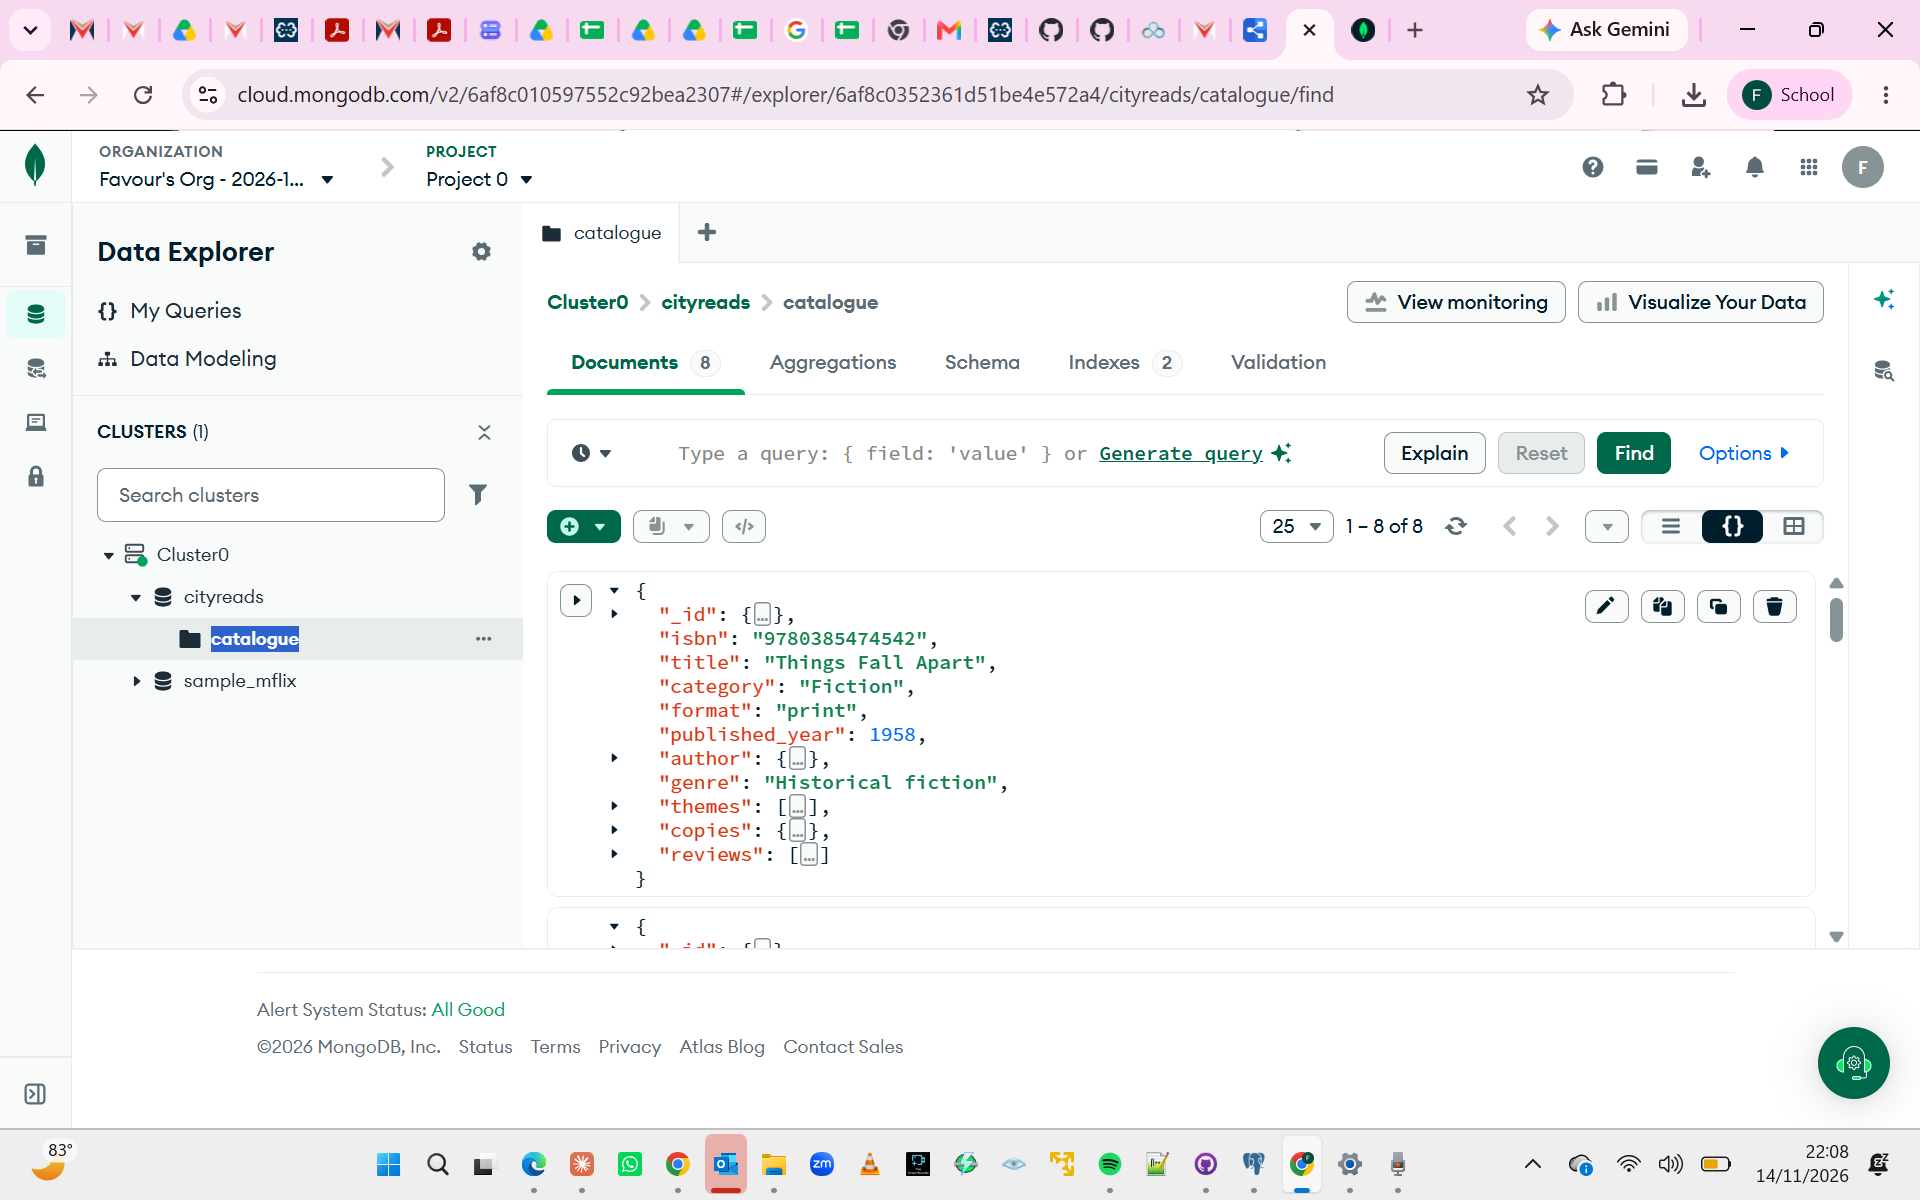 Ask Gemini
cloud.mongodb.com/v2/6af8c010597552c92bea2307#/explorer/6af8c0352361d51be4e572a4/cityreads/catalogue/find
F School
ORGANIZATION
Favour's Org - 2026-1...
PROJECT
Project 0
F
Data Explorer
My Queries
Data Modeling
CLUSTERS (1)
Search clusters
Cluster0
cityreads
catalogue
sample_mflix
catalogue
Cluster0 cityreads catalogue
View monitoring
Visualize Your Data
Documents 8
Aggregations
Schema
Indexes 2
Validation
Type a query: { field: 'value' } or Generate query
Explain
Reset
Find
Options
25
1 – 8 of 8
{
"_id": {…},
"isbn": "9780385474542",
"title": "Things Fall Apart",
"category": "Fiction",
"format": "print",
"published_year": 1958,
"author": {…},
"genre": "Historical fiction",
"themes": […],
"copies": {…},
"reviews": […]
}
{
"_id": {…}
Alert System Status: All Good
©2026 MongoDB, Inc. Status Terms Privacy Atlas Blog Contact Sales
83°
zm
22:08
14/11/2026